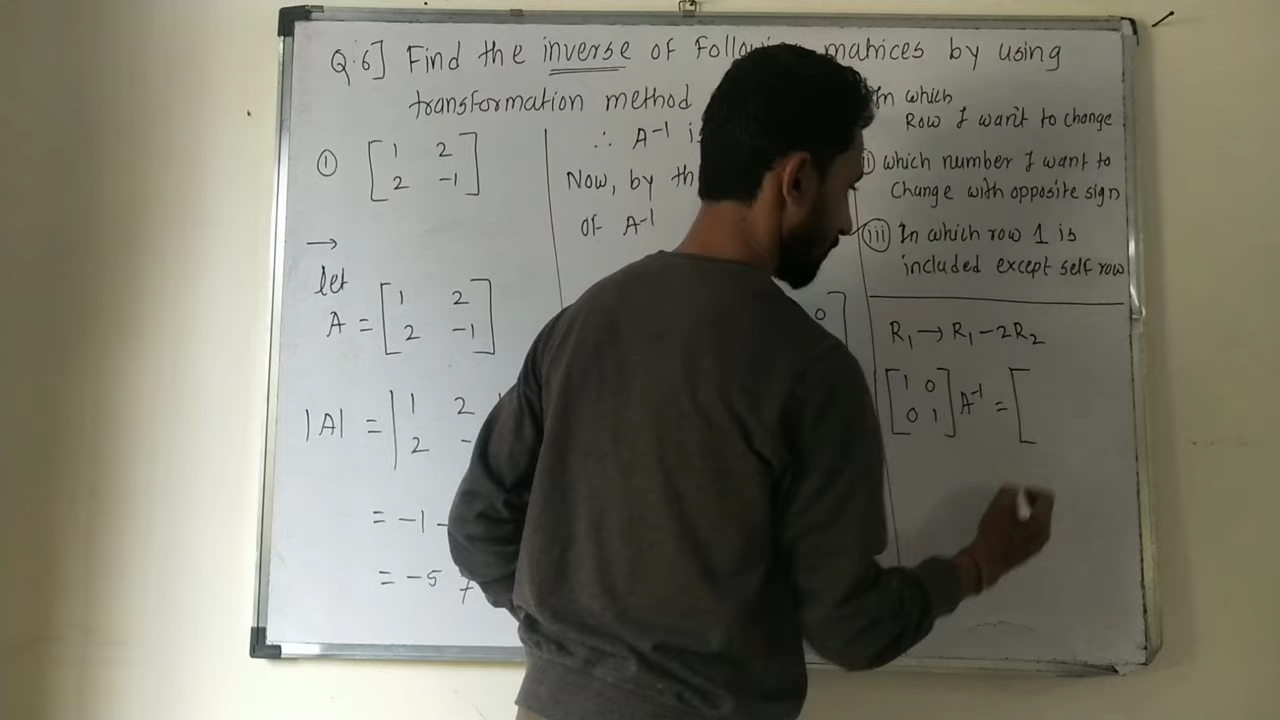 Q.6] Find the inverse of matrices by using
transformation method
① [ 1 2
2 -1 ]
→
let
A = [ 1 2
2 -1 ]
|A| = | 1 2
2 -
= -1 -
= -5
∴ A-1 is
Now, by th
of A-1
0 ]
In which
Row I want to change
ii) which number I want to
Change with opposite sign
(iii) In which row 1 is
included except self row
R1 → R1 - 2R2
[ 1 0
0 1 ] A-1 = [